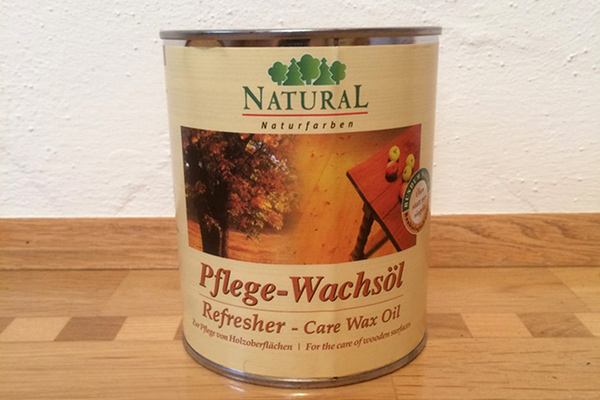 NATURAL
Naturfarben
Pflege-Wachsöl
Refresher - Care Wax Oil
Zur Pflege von Holzoberflächen | For the care of wooden surfaces